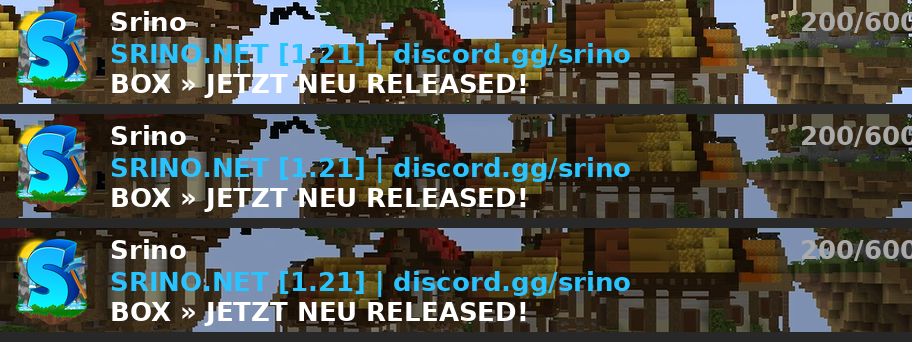 Srino 200/600
SRINO.NET [1.21] | discord.gg/srino
BOX » JETZT NEU RELEASED!
Srino 200/600
SRINO.NET [1.21] | discord.gg/srino
BOX » JETZT NEU RELEASED!
Srino 200/600
SRINO.NET [1.21] | discord.gg/srino
BOX » JETZT NEU RELEASED!